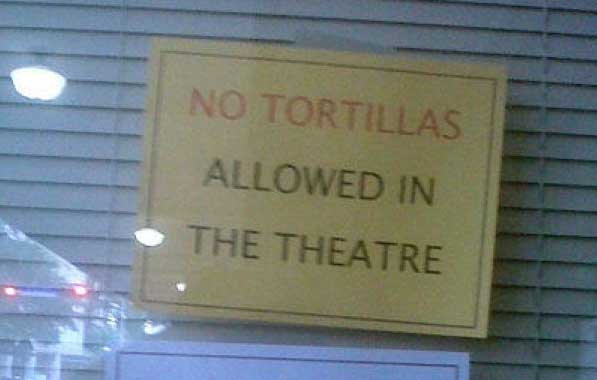 NO TORTILLAS
ALLOWED IN
THE THEATRE